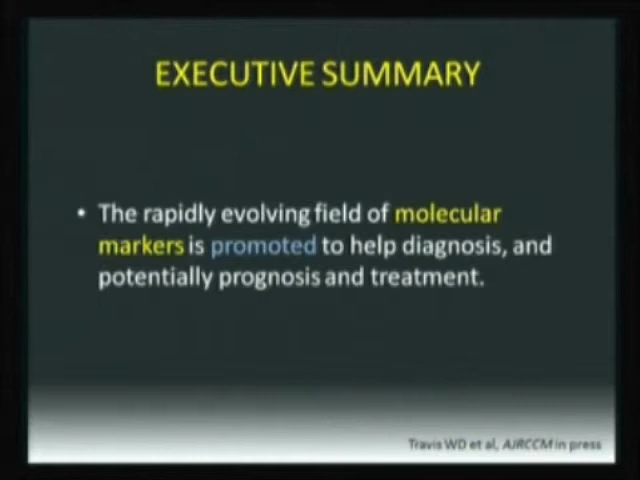 EXECUTIVE SUMMARY
• The rapidly evolving field of molecular
markers is promoted to help diagnosis, and
potentially prognosis and treatment.
Travis WD et al, AJRCCM in press